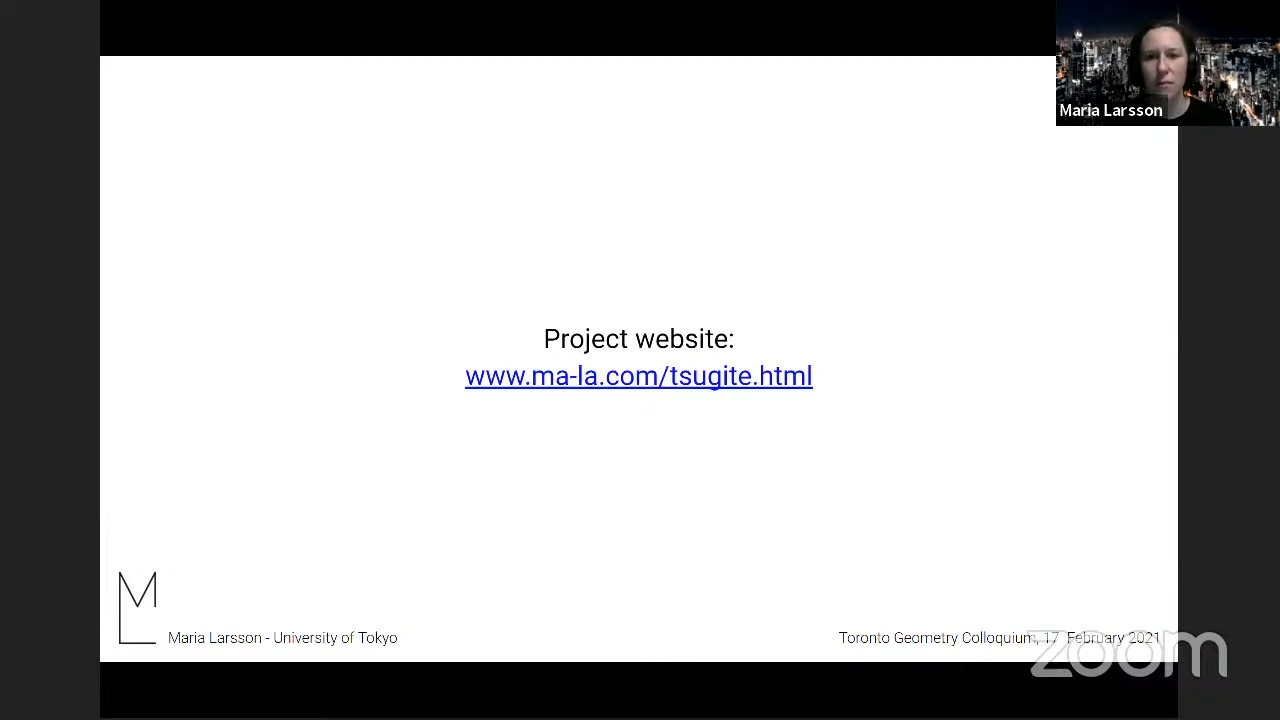 Maria Larsson
Project website:
www.ma-la.com/tsugite.html
ML
Maria Larsson - University of Tokyo
Toronto Geometry Colloquium, 17 February 2021
zoom